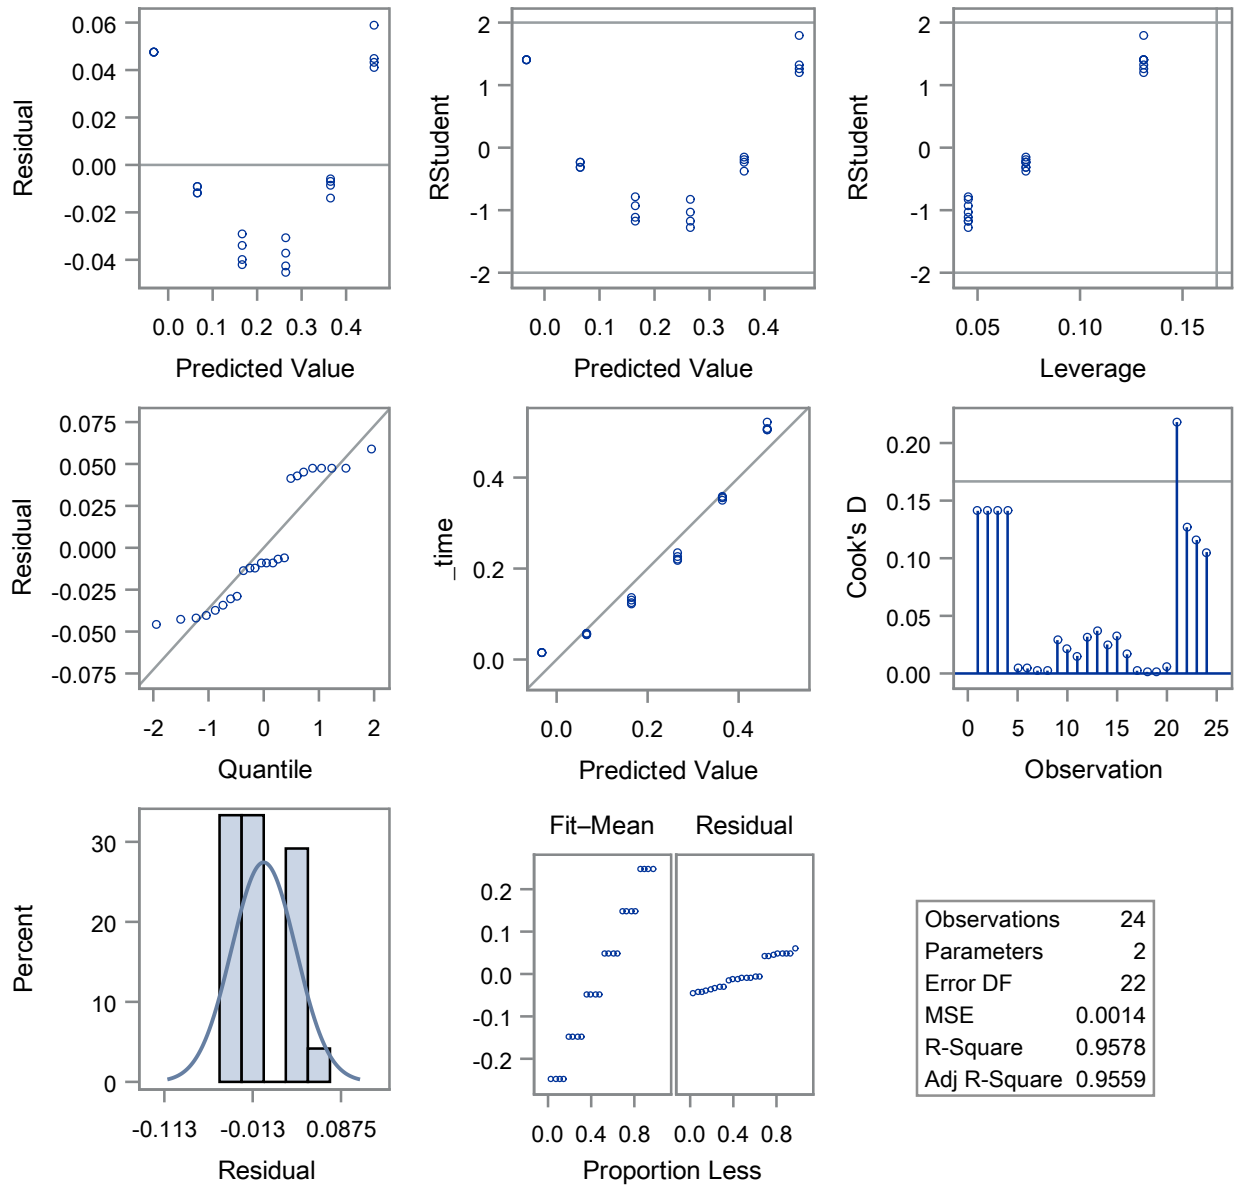 0.06
0.04
0.02
0.00
-0.02
-0.04
Residual
0.0 0.1 0.2 0.3 0.4
Predicted Value
2
1
0
-1
-2
RStudent
0.0 0.1 0.2 0.3 0.4
Predicted Value
2
1
0
-1
-2
RStudent
0.05 0.10 0.15
Leverage
0.075
0.050
0.025
0.000
-0.025
-0.050
-0.075
Residual
-2 -1 0 1 2
Quantile
0.4
0.2
0.0
_time
0.0 0.2 0.4
Predicted Value
0.20
0.15
0.10
0.05
0.00
Cook's D
0 5 10 15 20 25
Observation
30
20
10
0
Percent
-0.113 -0.013 0.0875
Residual
Fit–Mean Residual
0.2
0.1
0.0
-0.1
-0.2
0.0 0.4 0.8 0.0 0.4 0.8
Proportion Less
Observations 24
Parameters 2
Error DF 22
MSE 0.0014
R-Square 0.9578
Adj R-Square 0.9559